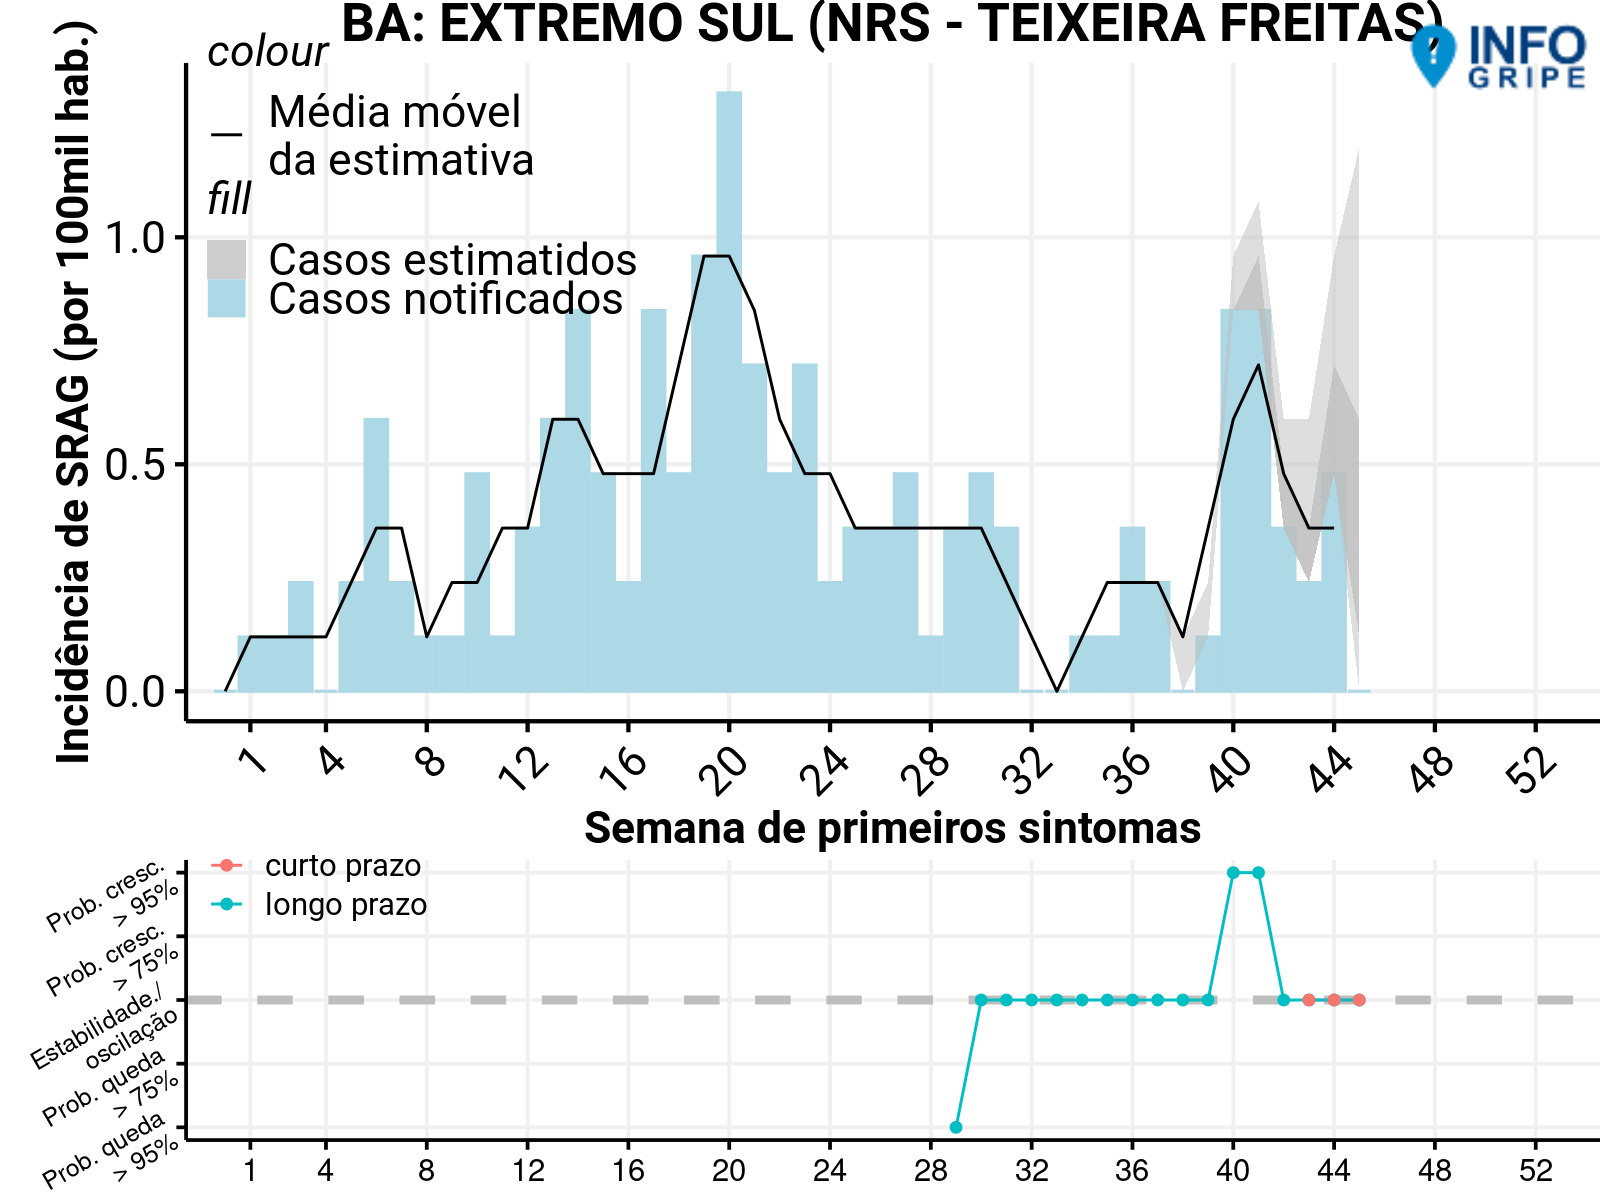 BA: EXTREMO SUL (NRS - TEIXEIRA FREITAS)
INFO
GRIPE
colour
Média móvel
da estimativa
fill
Casos estimatidos
Casos notificados
Incidência de SRAG (por 100mil hab.)
1.0
0.5
0.0
1 4 8 12 16 20 24 28 32 36 40 44 48 52
Semana de primeiros sintomas
curto prazo
longo prazo
Prob. cresc.
> 95%
Prob. cresc.
> 75%
Estabilidade./
oscilação
Prob. queda
> 75%
Prob. queda
> 95%
1 4 8 12 16 20 24 28 32 36 40 44 48 52